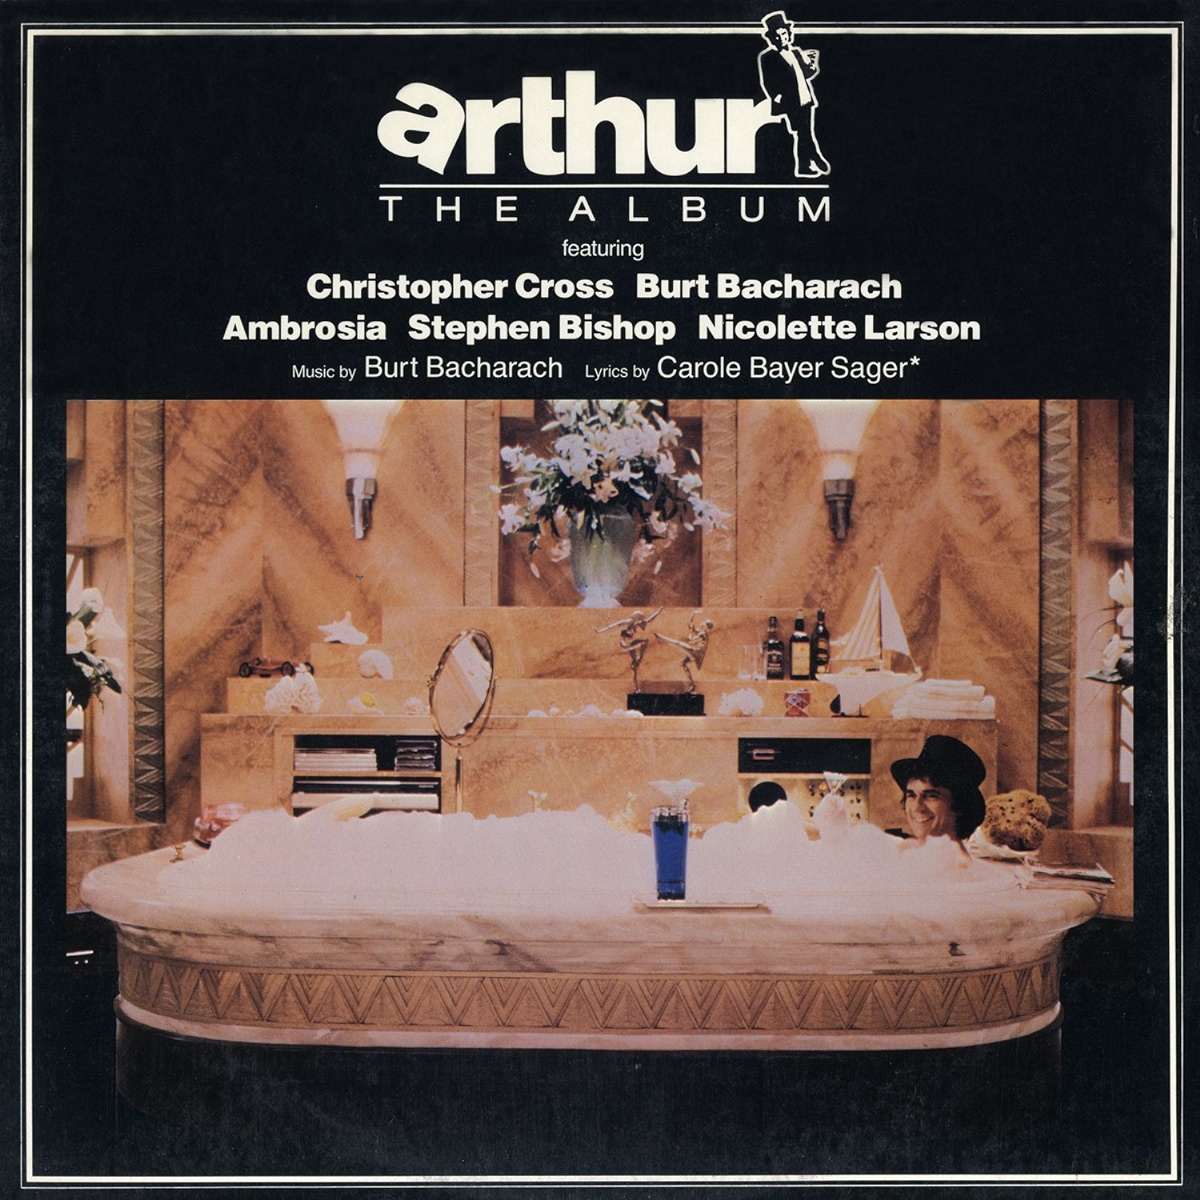 arthur
THE ALBUM
featuring
Christopher Cross Burt Bacharach
Ambrosia Stephen Bishop Nicolette Larson
Music by Burt Bacharach Lyrics by Carole Bayer Sager*